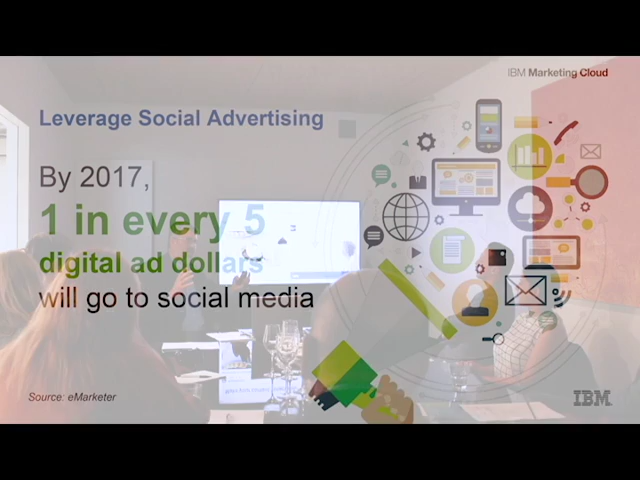 IBM Marketing Cloud
Leverage Social Advertising
By 2017,
1 in every 5
digital ad dollars
will go to social media
Source: eMarketer
IBM